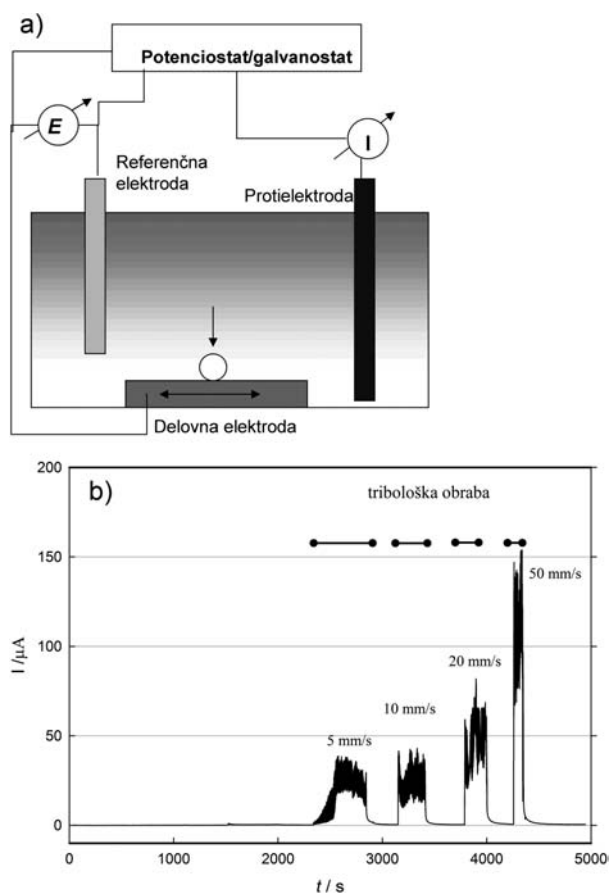 a)
Potenciostat/galvanostat
E
I
Referenčna
elektroda
Protielektroda
Delovna elektroda
b)
tribološka obraba
200
150
100
50
0
I /µA
5 mm/s
10 mm/s
20 mm/s
50 mm/s
0 1000 2000 3000 4000 5000
t / s